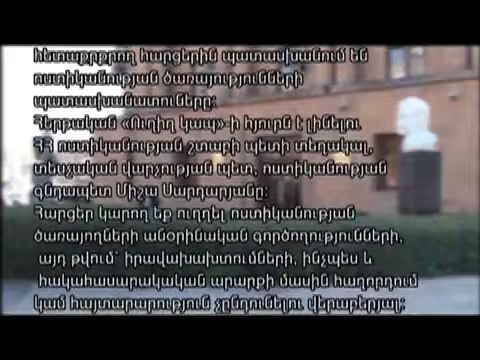 հետաքրքրող հարցերին պատասխանում են
ոստիկանության ծառայությունների
պատասխանատուները:
Հերթական «Ուղիղ կապ»-ի հյուրն է լինելու
ՀՀ ոստիկանության շտաբի պետի տեղակալ,
տեսչական վարչության պետ, ոստիկանության
գնդապետ Միշա Սարդարյանը:
Հարցեր կարող եք ուղղել ոստիկանության
ծառայողների անօրինական գործողությունների,
այդ թվում` իրավախախտումների, ինչպես և
հակահասարակական արարքի մասին հաղորդում
կամ հայտարարություն չընդունելու վերաբերյալ: